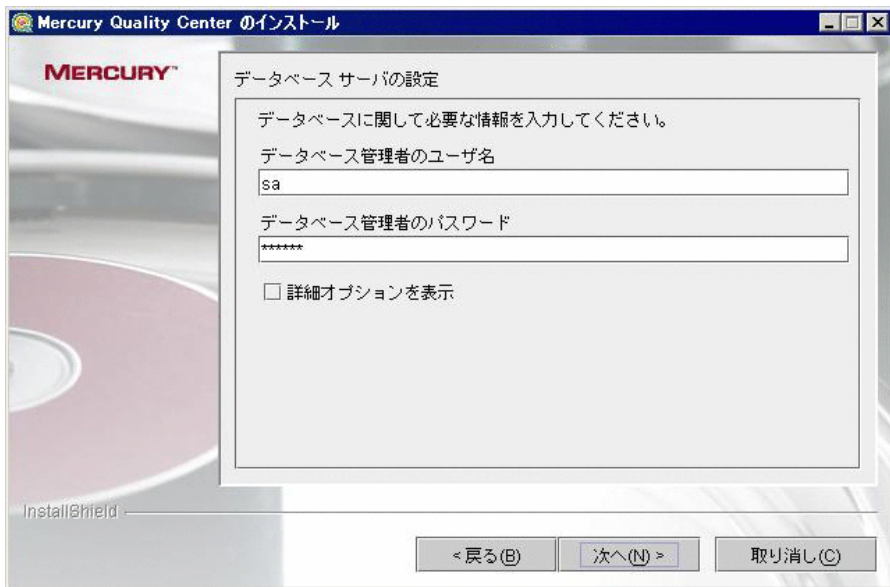 Mercury Quality Center のインストール
MERCURY™
データベース サーバの設定
データベースに関して必要な情報を入力してください。
データベース管理者のユーザ名
sa
データベース管理者のパスワード
******
詳細オプションを表示
InstallShield
<戻る(B)
次へ(N) >
取り消し(C)